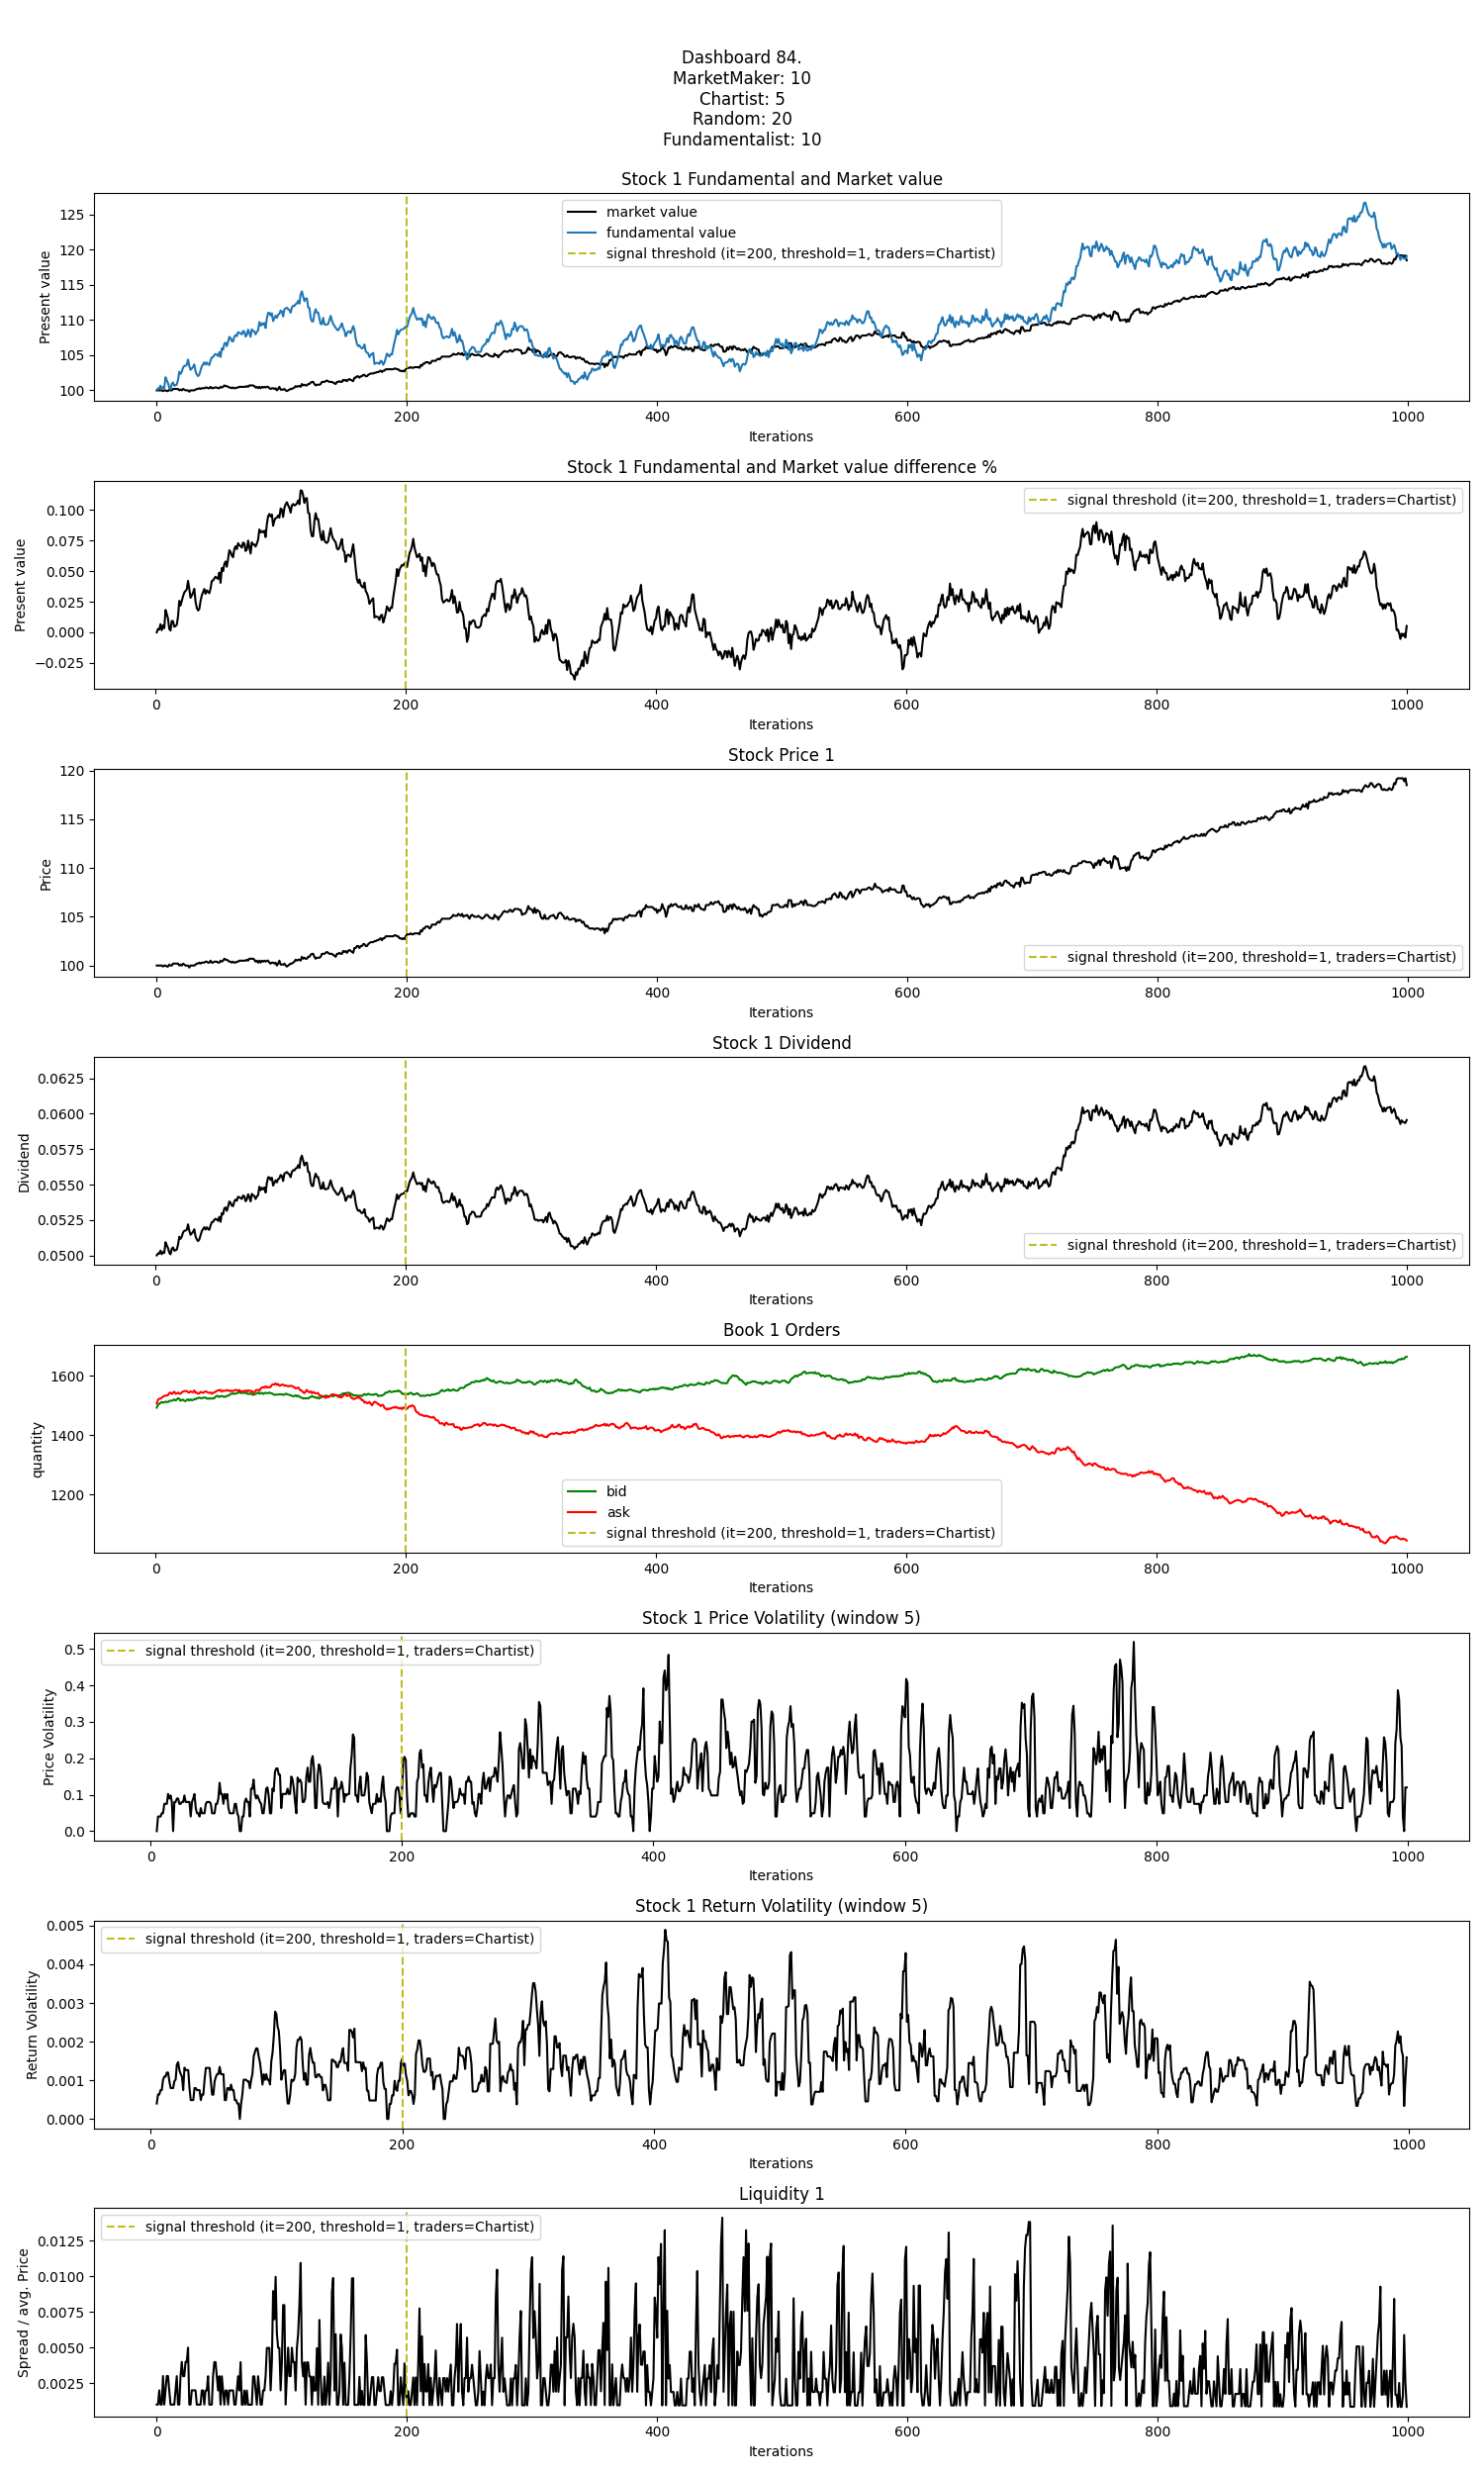 Dashboard 84.
MarketMaker: 10
Chartist: 5
Random: 20
Fundamentalist: 10
Stock 1 Fundamental and Market value
Present value
125
120
115
110
105
100
market value
fundamental value
signal threshold (it=200, threshold=1, traders=Chartist)
0 200 400 600 800 1000
Iterations
Stock 1 Fundamental and Market value difference %
Present value
0.100
0.075
0.050
0.025
0.000
−0.025
signal threshold (it=200, threshold=1, traders=Chartist)
0 200 400 600 800 1000
Iterations
Stock Price 1
Price
120
115
110
105
100
signal threshold (it=200, threshold=1, traders=Chartist)
0 200 400 600 800 1000
Iterations
Stock 1 Dividend
Dividend
0.0625
0.0600
0.0575
0.0550
0.0525
0.0500
signal threshold (it=200, threshold=1, traders=Chartist)
0 200 400 600 800 1000
Iterations
Book 1 Orders
quantity
1600
1400
1200
bid
ask
signal threshold (it=200, threshold=1, traders=Chartist)
0 200 400 600 800 1000
Iterations
Stock 1 Price Volatility (window 5)
Price Volatility
0.5
0.4
0.3
0.2
0.1
0.0
signal threshold (it=200, threshold=1, traders=Chartist)
0 200 400 600 800 1000
Iterations
Stock 1 Return Volatility (window 5)
Return Volatility
0.005
0.004
0.003
0.002
0.001
0.000
signal threshold (it=200, threshold=1, traders=Chartist)
0 200 400 600 800 1000
Iterations
Liquidity 1
Spread / avg. Price
0.0125
0.0100
0.0075
0.0050
0.0025
signal threshold (it=200, threshold=1, traders=Chartist)
0 200 400 600 800 1000
Iterations